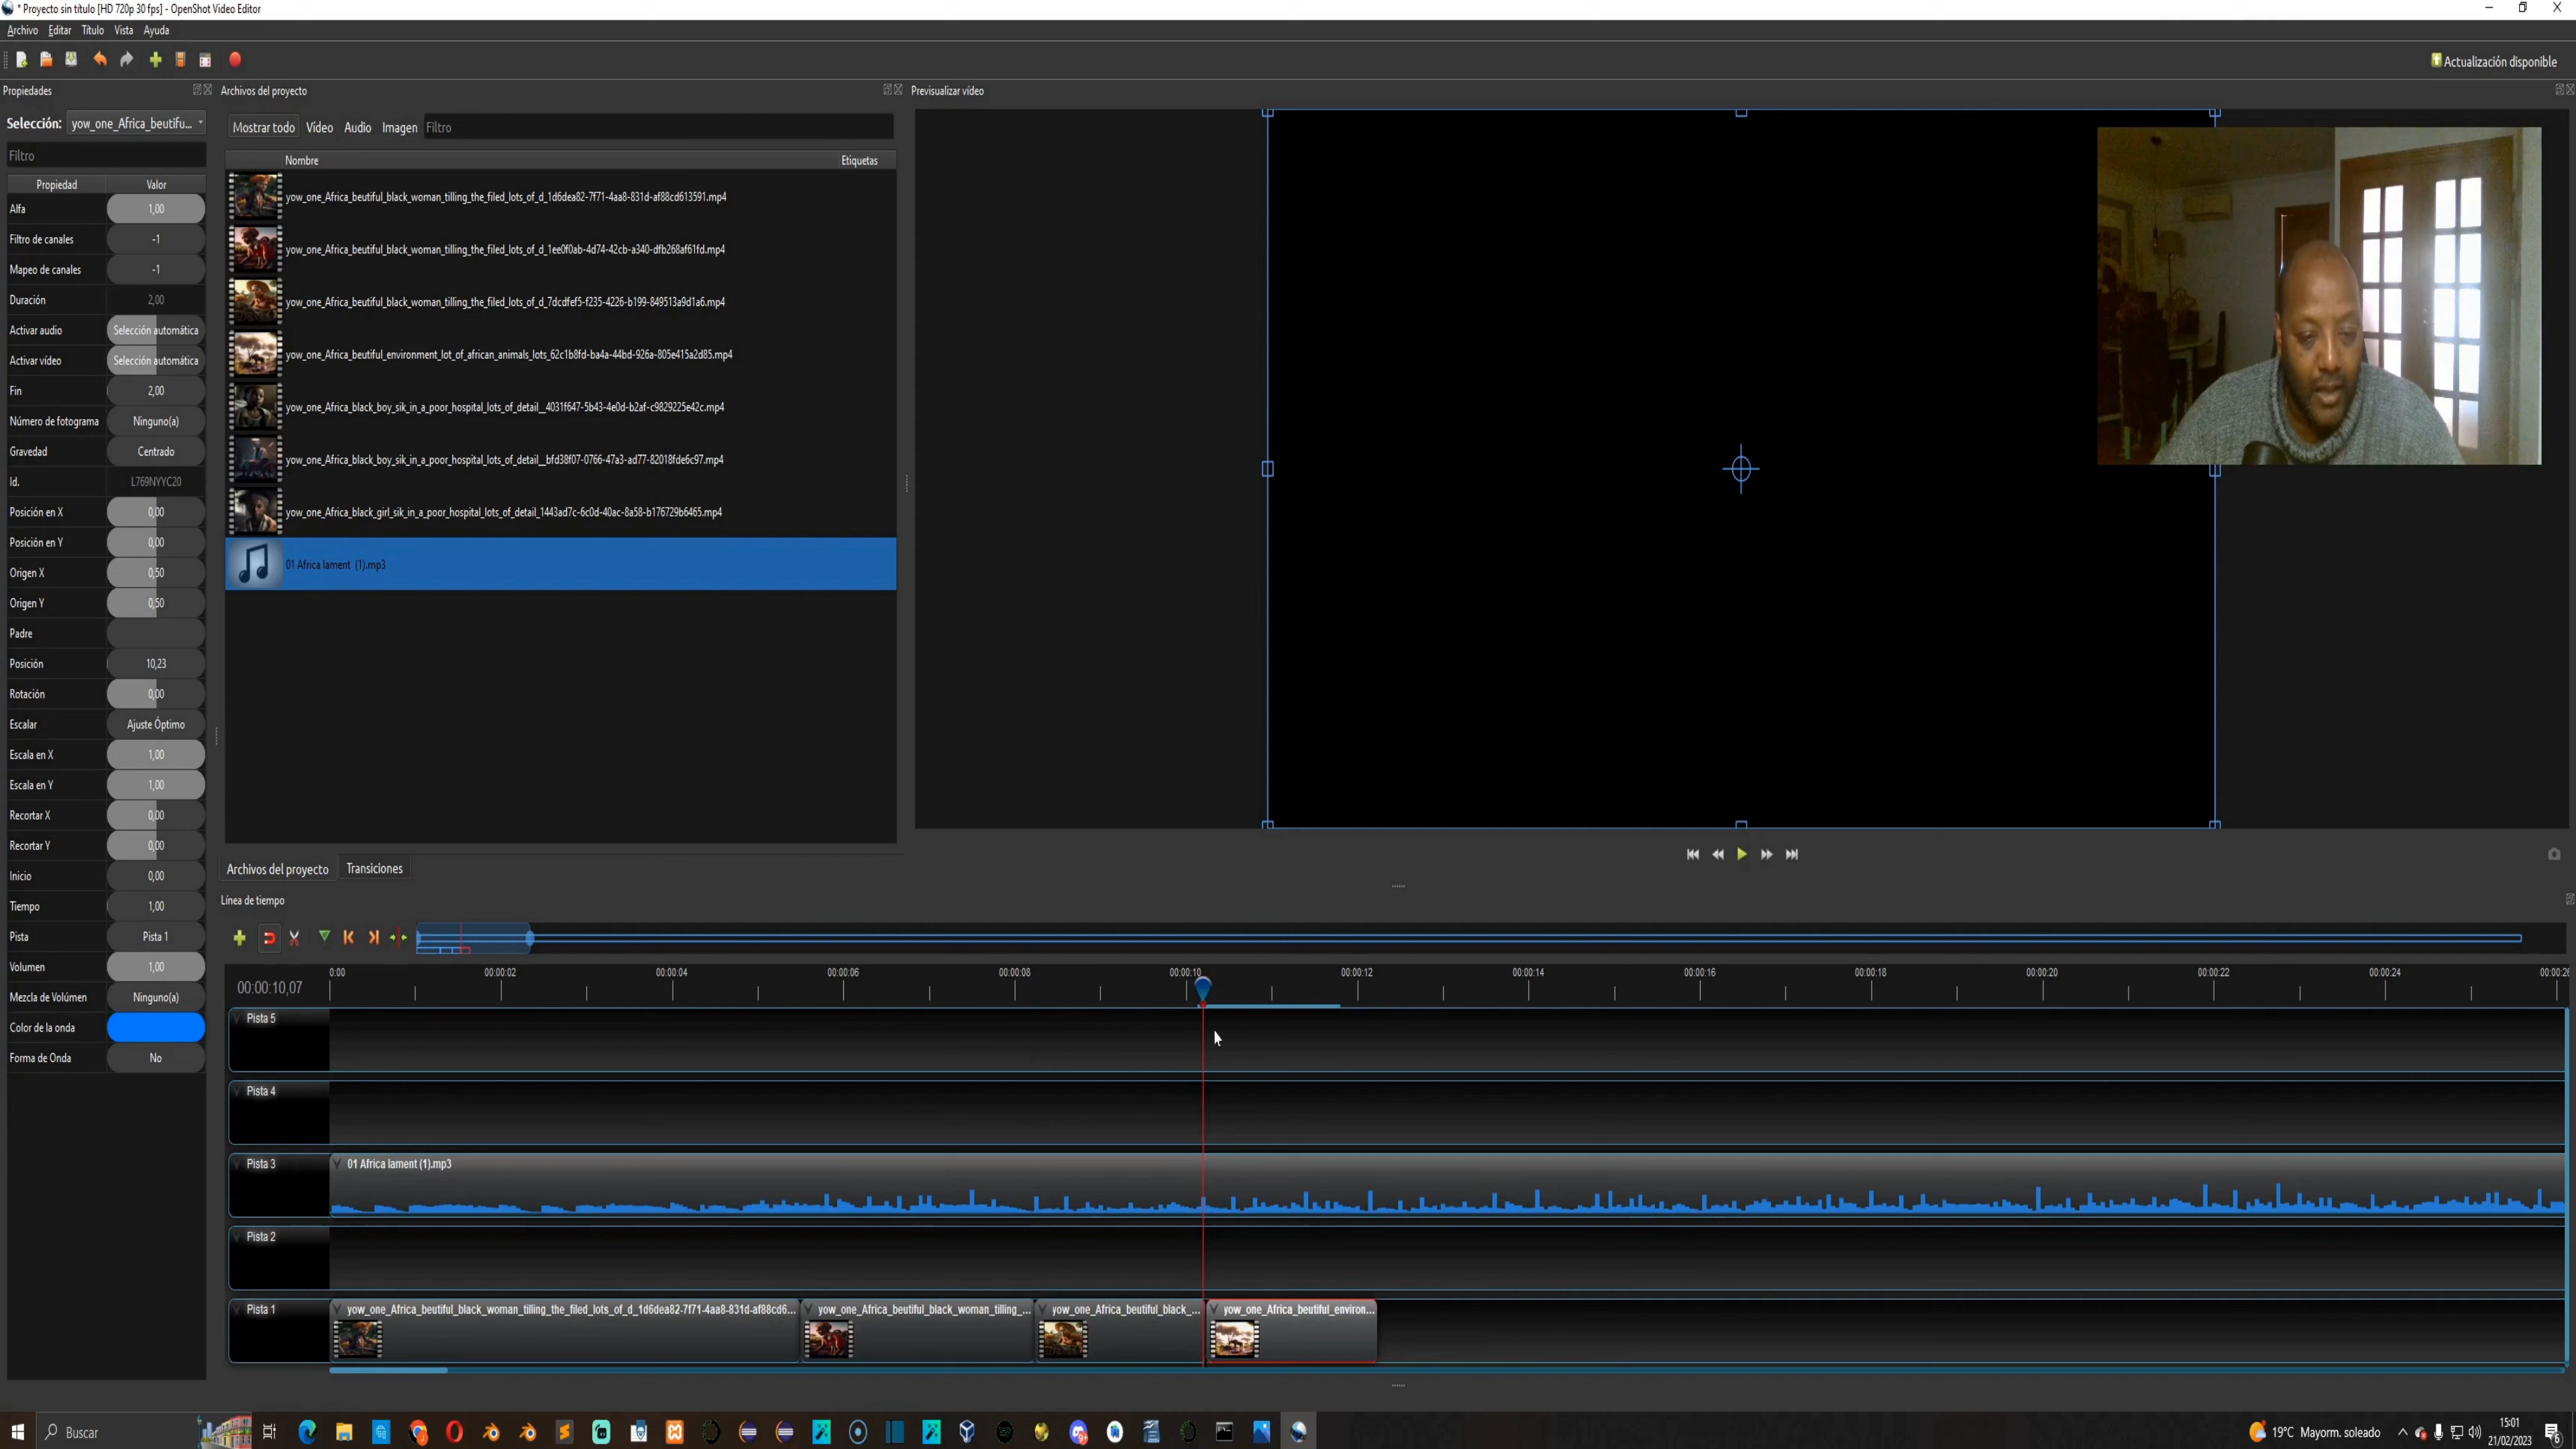 * Proyecto sin título [HD 720p 30 fps] - OpenShot Video Editor
Archivo Editar Título Vista Ayuda
Actualización disponible
Propiedades
Archivos del proyecto
Previsualizar vídeo
Selección: yow_one_Africa_beutifu...
Mostrar todo Vídeo Audio Imagen Filtro
Filtro
Nombre Etiquetas
Propiedad Valor
Alfa 1,00
Filtro de canales -1
Mapeo de canales -1
Duración 2,00
Activar audio Selección automática
Activar vídeo Selección automática
Fin 2,00
Número de fotograma Ninguno(a)
Gravedad Centrado
Id. L769NYYC20
Posición en X 0,00
Posición en Y 0,00
Origen X 0,50
Origen Y 0,50
Padre
Posición 10,23
Rotación 0,00
Escalar Ajuste Óptimo
Escala en X 1,00
Escala en Y 1,00
Recortar X 0,00
Recortar Y 0,00
Inicio 0,00
Tiempo 1,00
Pista Pista 1
Volumen 1,00
Mezcla de Volúmen Ninguno(a)
Color de la onda
Forma de Onda No
yow_one_Africa_beutiful_black_woman_tilling_the_filed_lots_of_d_1d6dea82-7f71-4aa8-831d-af88cd613591.mp4
yow_one_Africa_beutiful_black_woman_tilling_the_filed_lots_of_d_1ee0f0ab-4d74-42cb-a340-dfb268af61fd.mp4
yow_one_Africa_beutiful_black_woman_tilling_the_filed_lots_of_d_7dcdfef5-f235-4226-b199-849513a9d1a6.mp4
yow_one_Africa_beutiful_environment_lot_of_african_animals_lots_62c1b8fd-ba4a-44bd-926a-805e415a2d85.mp4
yow_one_Africa_black_boy_sik_in_a_poor_hospital_lots_of_detail__4031f647-5b43-4e0d-b2af-c9829225e42c.mp4
yow_one_Africa_black_boy_sik_in_a_poor_hospital_lots_of_detail__bfd38f07-0766-47a3-ad77-82018fde6c97.mp4
yow_one_Africa_black_girl_sik_in_a_poor_hospital_lots_of_detail_1443ad7c-6c0d-40ac-8a58-b176729b6465.mp4
01 Africa lament (1).mp3
Archivos del proyecto Transiciones
Línea de tiempo
0:00 00:00:02 00:00:04 00:00:06 00:00:08 00:00:10 00:00:12 00:00:14 00:00:16 00:00:18 00:00:20 00:00:22 00:00:24 00:00:26
00:00:10,07
Pista 5
Pista 4
Pista 3 01 Africa lament (1).mp3
Pista 2
Pista 1 yow_one_Africa_beutiful_black_woman_tilling_the_filed_lots_of_d_1d6dea82-7f71-4aa8-831d-af88cd6... yow_one_Africa_beutiful_black_woman_tilling_... yow_one_Africa_beutiful_black_... yow_one_Africa_beutiful_environ...
Buscar
19°C Mayorm. soleado
15:01
21/02/2023